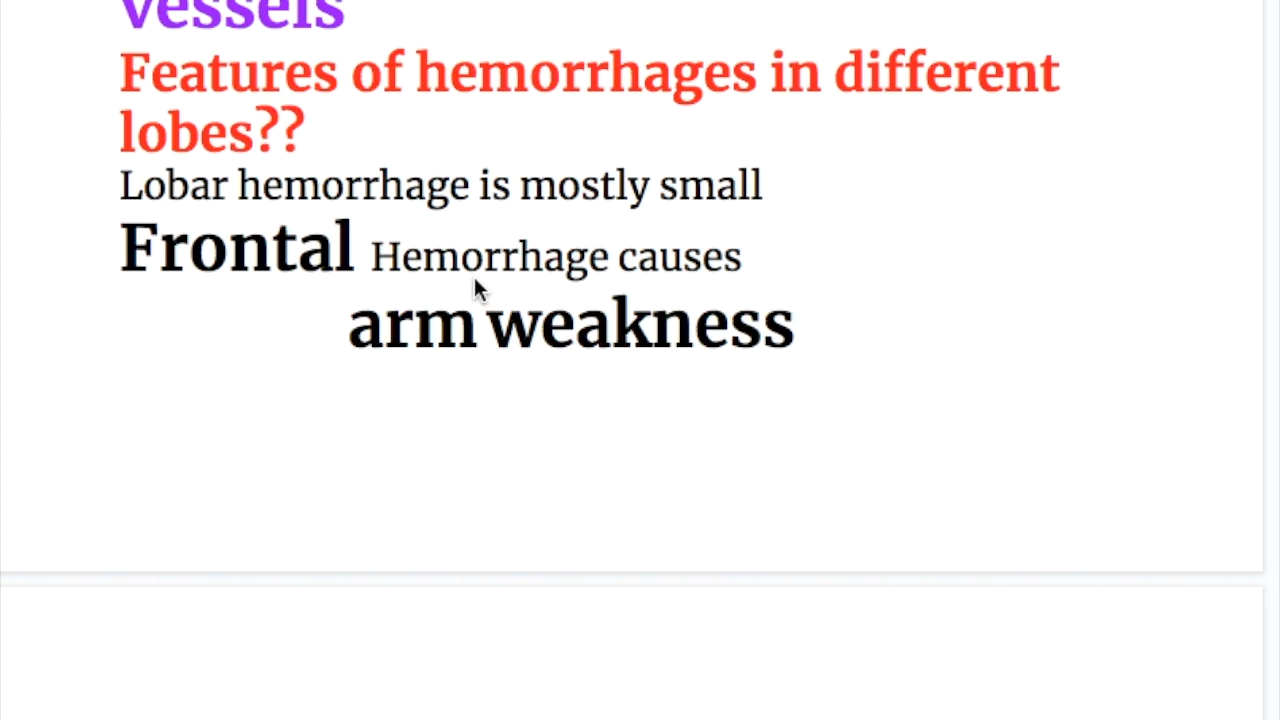 vessels
Features of hemorrhages in different
lobes??
Lobar hemorrhage is mostly small
Frontal Hemorrhage causes
arm weakness